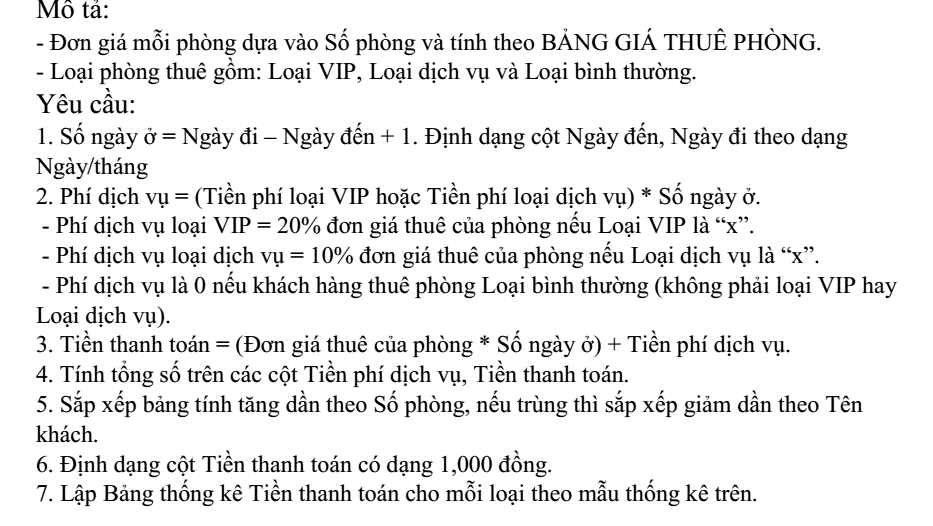 Mô tả:
- Đơn giá mỗi phòng dựa vào Số phòng và tính theo BẢNG GIÁ THUÊ PHÒNG.
- Loại phòng thuê gồm: Loại VIP, Loại dịch vụ và Loại bình thường.
Yêu cầu:
1. Số ngày ở = Ngày đi – Ngày đến + 1. Định dạng cột Ngày đến, Ngày đi theo dạng
Ngày/tháng
2. Phí dịch vụ = (Tiền phí loại VIP hoặc Tiền phí loại dịch vụ) * Số ngày ở.
- Phí dịch vụ loại VIP = 20% đơn giá thuê của phòng nếu Loại VIP là “x”.
- Phí dịch vụ loại dịch vụ = 10% đơn giá thuê của phòng nếu Loại dịch vụ là “x”.
- Phí dịch vụ là 0 nếu khách hàng thuê phòng Loại bình thường (không phải loại VIP hay
Loại dịch vụ).
3. Tiền thanh toán = (Đơn giá thuê của phòng * Số ngày ở) + Tiền phí dịch vụ.
4. Tính tổng số trên các cột Tiền phí dịch vụ, Tiền thanh toán.
5. Sắp xếp bảng tính tăng dần theo Số phòng, nếu trùng thì sắp xếp giảm dần theo Tên
khách.
6. Định dạng cột Tiền thanh toán có dạng 1,000 đồng.
7. Lập Bảng thống kê Tiền thanh toán cho mỗi loại theo mẫu thống kê trên.